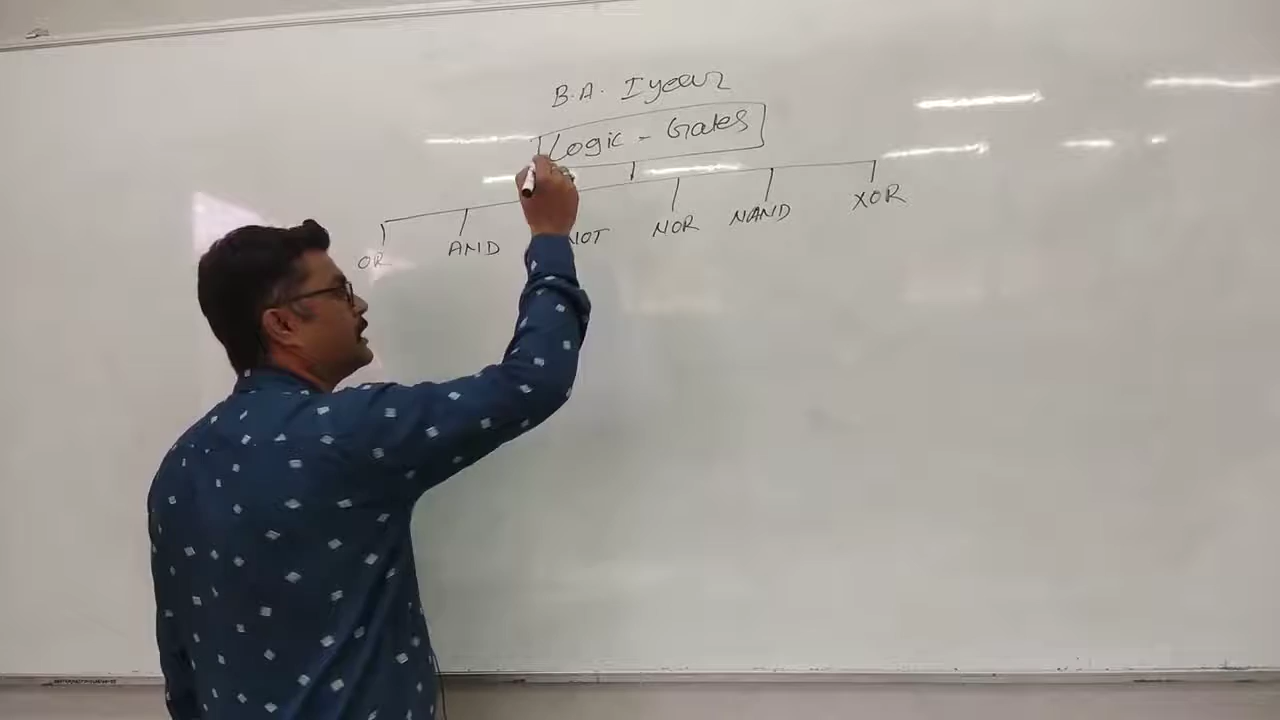 B.A. I year
Logic - Gates
OR AND NOT NOR NAND XOR